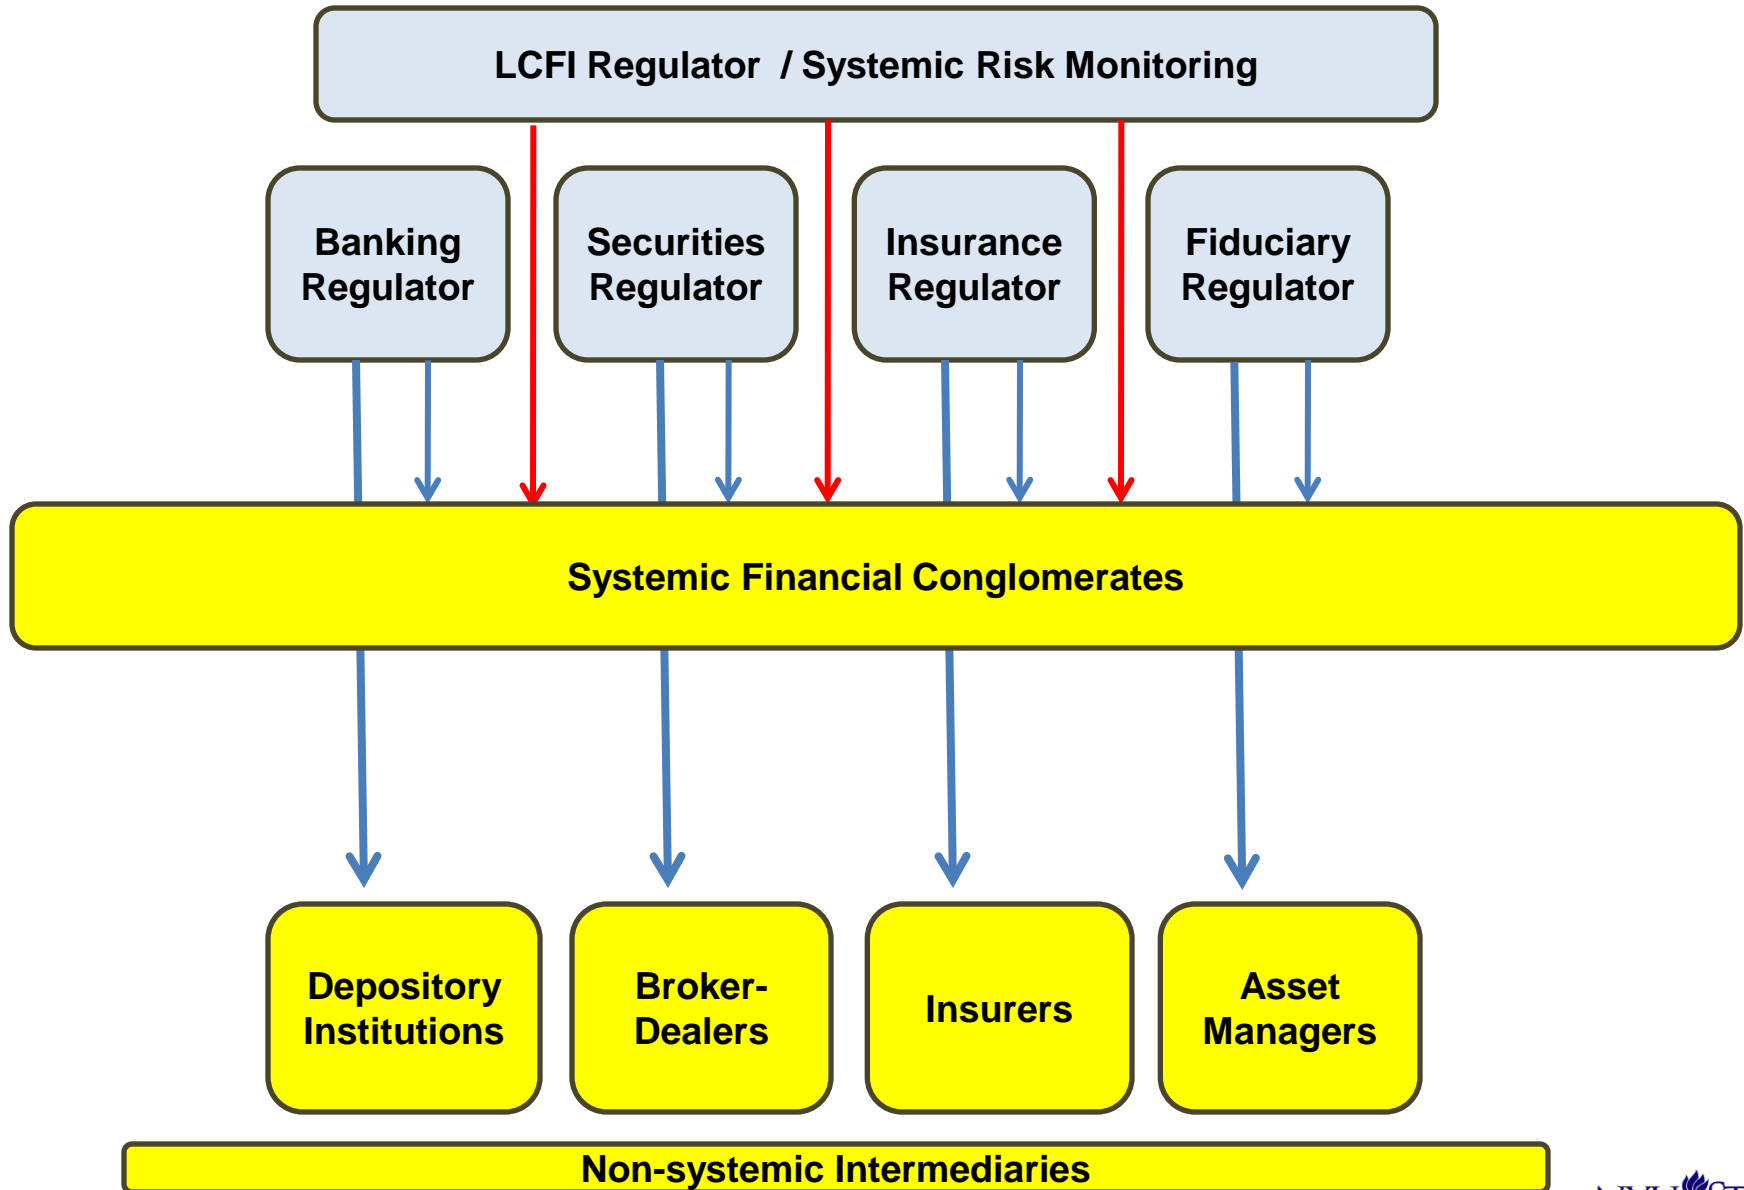 LCFI Regulator / Systemic Risk Monitoring
Banking
Regulator
Securities
Regulator
Insurance
Regulator
Fiduciary
Regulator
Systemic Financial Conglomerates
Depository
Institutions
Broker-
Dealers
Insurers
Asset
Managers
Non-systemic Intermediaries